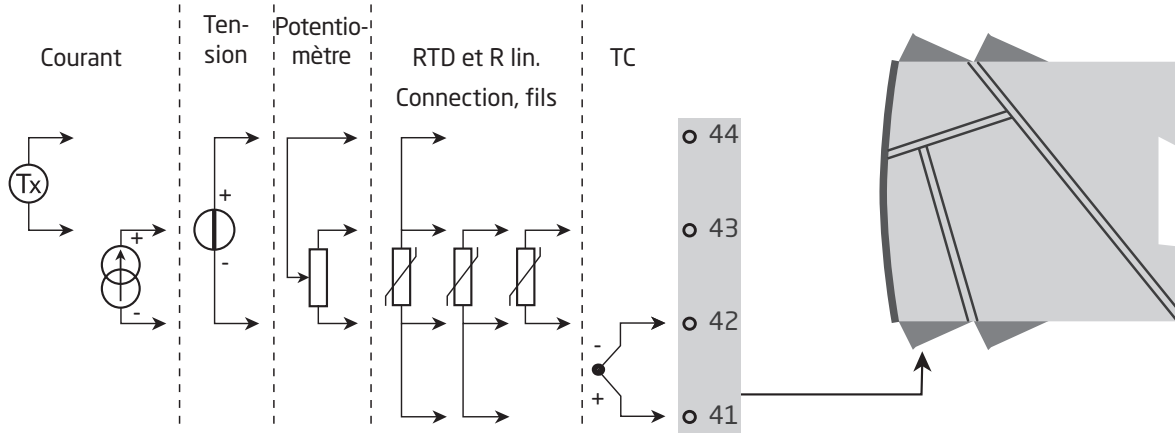 Courant
Ten-
sion
Potentio-
mètre
RTD et R lin.
Connection, fils
TC
Tx
+
-
+
-
-
+
44
43
42
41